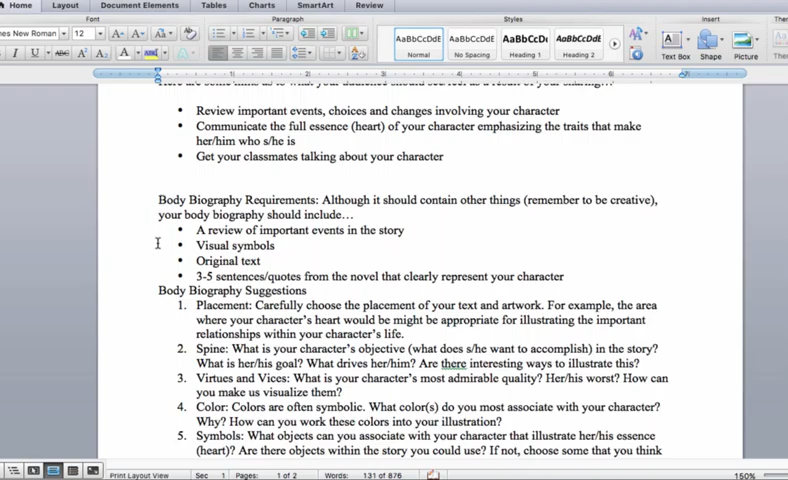 Home Layout Document Elements Tables Charts SmartArt Review
Font Paragraph Styles Insert
New Roman 12
AaBbCcDdE AaBbCcDdE AaBbCcDc AaBbCcDdE
Normal No Spacing Heading 1 Heading 2 Text Box Shape Picture
Review important events, choices and changes involving your character
Communicate the full essence (heart) of your character emphasizing the traits that make
her/him who s/he is
Get your classmates talking about your character
Body Biography Requirements: Although it should contain other things (remember to be creative),
your body biography should include…
A review of important events in the story
Visual symbols
Original text
3-5 sentences/quotes from the novel that clearly represent your character
Body Biography Suggestions
1. Placement: Carefully choose the placement of your text and artwork. For example, the area
where your character's heart would be might be appropriate for illustrating the important
relationships within your character's life.
2. Spine: What is your character's objective (what does s/he want to accomplish) in the story?
What is her/his goal? What drives her/him? Are there interesting ways to illustrate this?
3. Virtues and Vices: What is your character's most admirable quality? Her/his worst? How can
you make us visualize them?
4. Color: Colors are often symbolic. What color(s) do you most associate with your character?
Why? How can you work these colors into your illustration?
5. Symbols: What objects can you associate with your character that illustrate her/his essence
(heart)? Are there objects within the story you could use? If not, choose some that you think
Print Layout View Sec 1 Pages: 1 of 2 Words: 131 of 876 150%